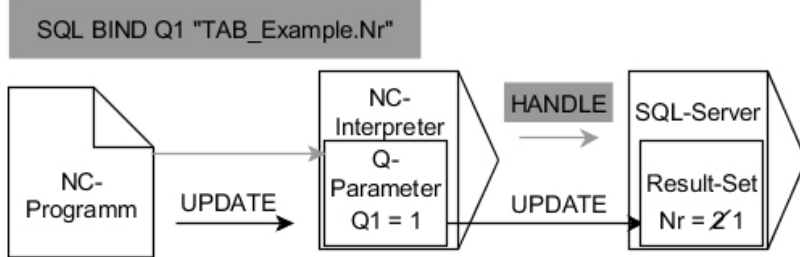 SQL BIND Q1 "TAB_Example.Nr"
NC-
Programm
UPDATE
NC-
Interpreter
Q-
Parameter
Q1 = 1
HANDLE
UPDATE
SQL-Server
Result-Set
Nr = 2 1